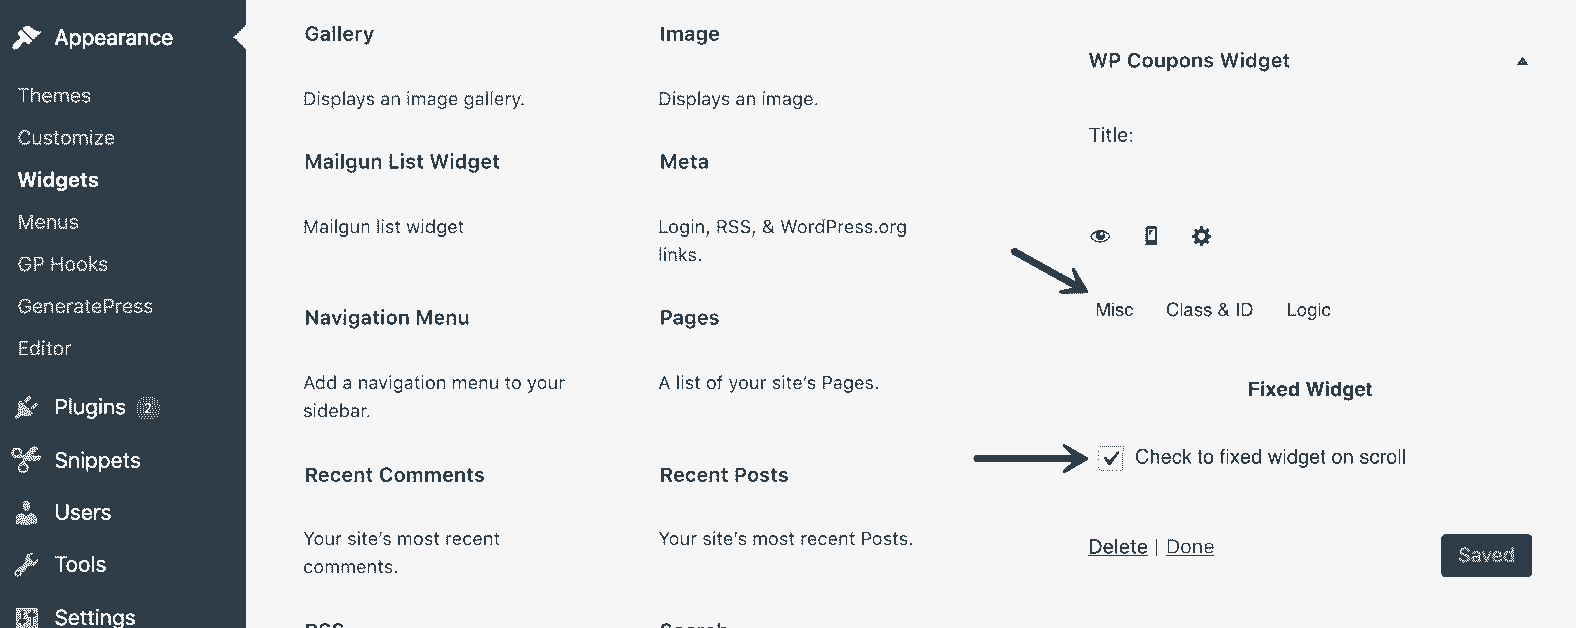 Appearance
Themes
Customize
Widgets
Menus
GP Hooks
GeneratePress
Editor
Plugins 2
Snippets
Users
Tools
Settings
Gallery
Displays an image gallery.
Image
Displays an image.
Mailgun List Widget
Mailgun list widget
Meta
Login, RSS, & WordPress.org
links.
Navigation Menu
Add a navigation menu to your
sidebar.
Pages
A list of your site's Pages.
Recent Comments
Your site's most recent
comments.
Recent Posts
Your site's most recent Posts.
RSS
Search
WP Coupons Widget
Title:
Misc Class & ID Logic
Fixed Widget
Check to fixed widget on scroll
Delete | Done
Saved